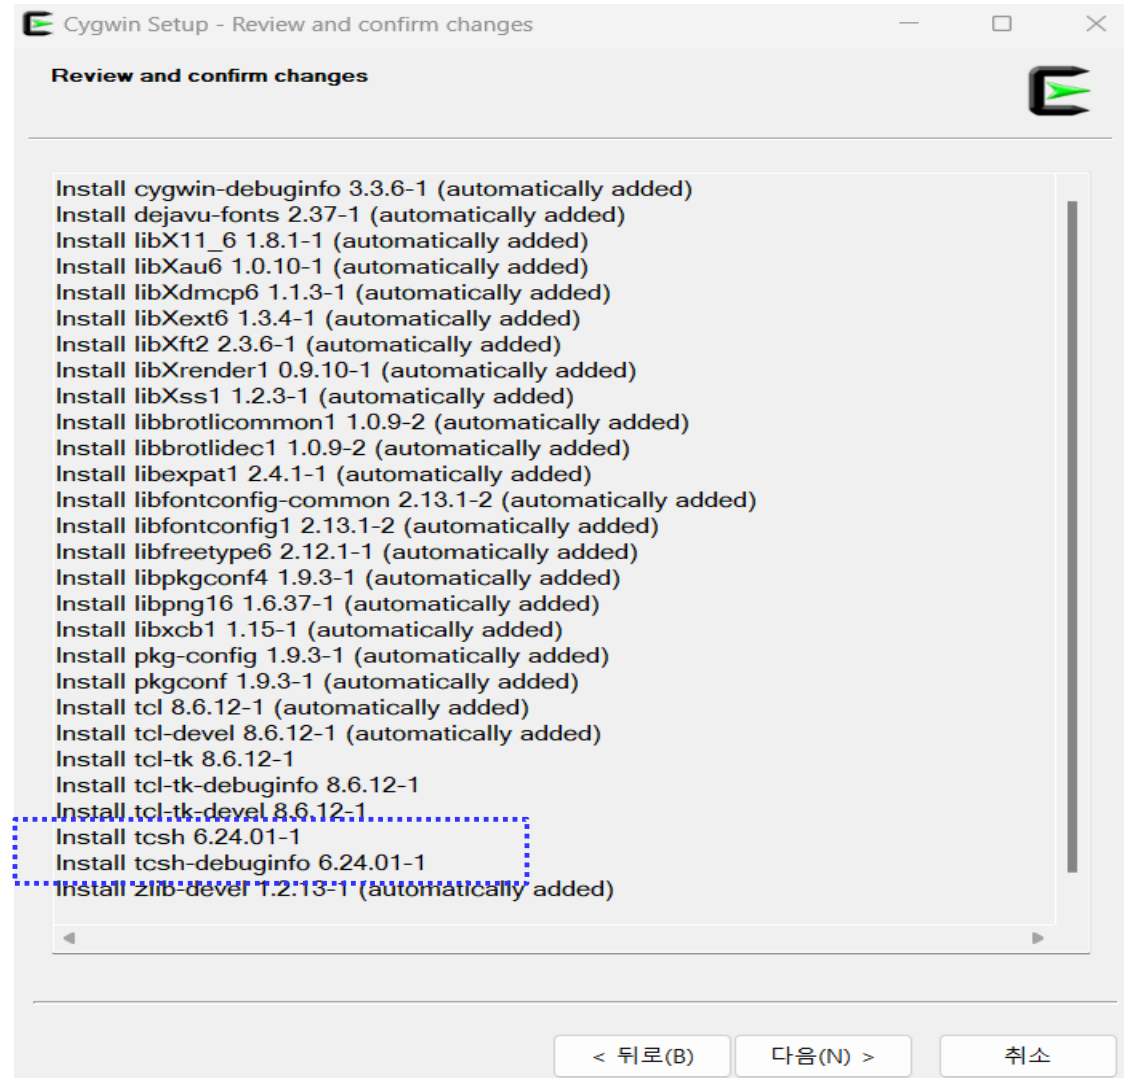 Cygwin Setup - Review and confirm changes
Review and confirm changes
Install cygwin-debuginfo 3.3.6-1 (automatically added)
Install dejavu-fonts 2.37-1 (automatically added)
Install libX11_6 1.8.1-1 (automatically added)
Install libXau6 1.0.10-1 (automatically added)
Install libXdmcp6 1.1.3-1 (automatically added)
Install libXext6 1.3.4-1 (automatically added)
Install libXft2 2.3.6-1 (automatically added)
Install libXrender1 0.9.10-1 (automatically added)
Install libXss1 1.2.3-1 (automatically added)
Install libbrotlicommon1 1.0.9-2 (automatically added)
Install libbrotlidec1 1.0.9-2 (automatically added)
Install libexpat1 2.4.1-1 (automatically added)
Install libfontconfig-common 2.13.1-2 (automatically added)
Install libfontconfig1 2.13.1-2 (automatically added)
Install libfreetype6 2.12.1-1 (automatically added)
Install libpkgconf4 1.9.3-1 (automatically added)
Install libpng16 1.6.37-1 (automatically added)
Install libxcb1 1.15-1 (automatically added)
Install pkg-config 1.9.3-1 (automatically added)
Install pkgconf 1.9.3-1 (automatically added)
Install tcl 8.6.12-1 (automatically added)
Install tcl-devel 8.6.12-1 (automatically added)
Install tcl-tk 8.6.12-1
Install tcl-tk-debuginfo 8.6.12-1
Install tcl-tk-devel 8.6.12-1
Install tcsh 6.24.01-1
Install tcsh-debuginfo 6.24.01-1
Install zlib-devel 1.2.13-1 (automatically added)
< 뒤로(B) 다음(N) > 취소